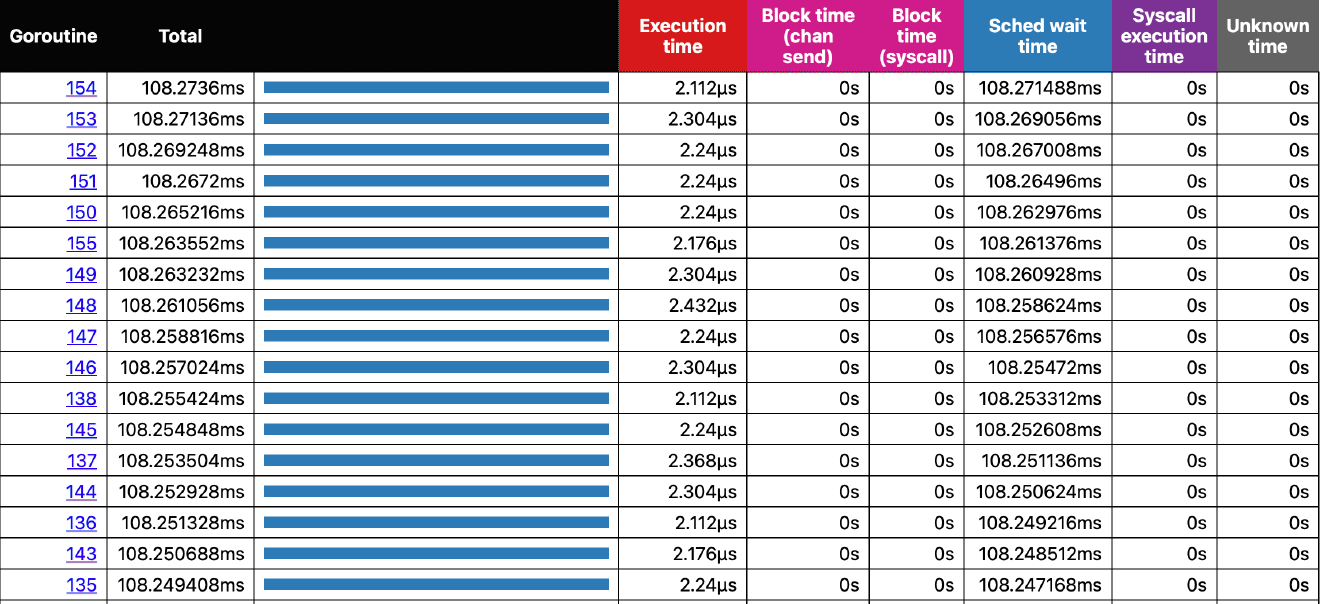 Goroutine Total Execution time Block time (chan send) Block time (syscall) Sched wait time Syscall execution time Unknown time
154 108.2736ms 2.112µs 0s 0s 108.271488ms 0s 0s
153 108.27136ms 2.304µs 0s 0s 108.269056ms 0s 0s
152 108.269248ms 2.24µs 0s 0s 108.267008ms 0s 0s
151 108.2672ms 2.24µs 0s 0s 108.26496ms 0s 0s
150 108.265216ms 2.24µs 0s 0s 108.262976ms 0s 0s
155 108.263552ms 2.176µs 0s 0s 108.261376ms 0s 0s
149 108.263232ms 2.304µs 0s 0s 108.260928ms 0s 0s
148 108.261056ms 2.432µs 0s 0s 108.258624ms 0s 0s
147 108.258816ms 2.24µs 0s 0s 108.256576ms 0s 0s
146 108.257024ms 2.304µs 0s 0s 108.25472ms 0s 0s
138 108.255424ms 2.112µs 0s 0s 108.253312ms 0s 0s
145 108.254848ms 2.24µs 0s 0s 108.252608ms 0s 0s
137 108.253504ms 2.368µs 0s 0s 108.251136ms 0s 0s
144 108.252928ms 2.304µs 0s 0s 108.250624ms 0s 0s
136 108.251328ms 2.112µs 0s 0s 108.249216ms 0s 0s
143 108.250688ms 2.176µs 0s 0s 108.248512ms 0s 0s
135 108.249408ms 2.24µs 0s 0s 108.247168ms 0s 0s